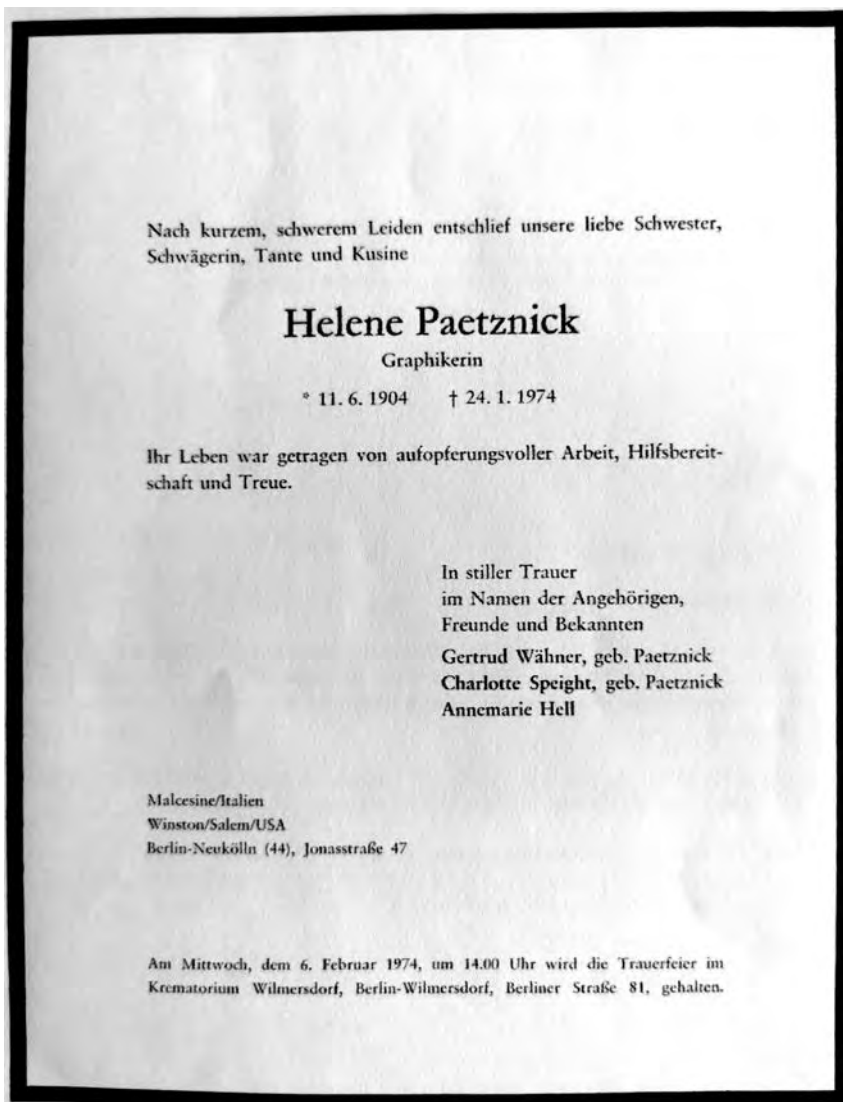 Nach kurzem, schwerem Leiden entschlief unsere liebe Schwester,
Schwägerin, Tante und Kusine
Helene Paetznick
Graphikerin
* 11. 6. 1904 † 24. 1. 1974
Ihr Leben war getragen von aufopferungsvoller Arbeit, Hilfsbereit-
schaft und Treue.
In stiller Trauer
im Namen der Angehörigen,
Freunde und Bekannten
Gertrud Wähner, geb. Paetznick
Charlotte Speight, geb. Paetznick
Annemarie Hell
Malcesine/Italien
Winston/Salem/USA
Berlin-Neukölln (44), Jonasstraße 47
Am Mittwoch, dem 6. Februar 1974, um 14.00 Uhr wird die Trauerfeier im
Krematorium Wilmersdorf, Berlin-Wilmersdorf, Berliner Straße 81, gehalten.